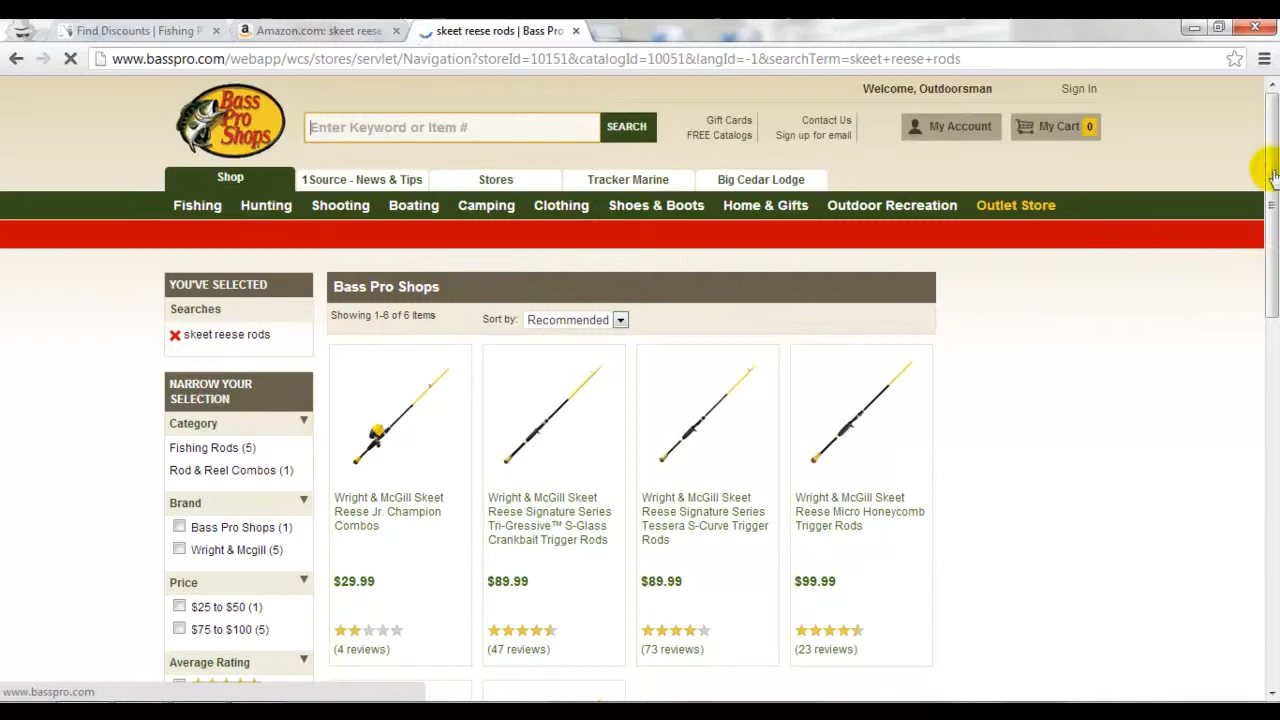 Find Discounts | Fishing P
Amazon.com: skeet reese
skeet reese rods | Bass Pro
www.basspro.com/webapp/wcs/stores/servlet/Navigation?storeId=10151&catalogId=10051&langId=-1&searchTerm=skeet+reese+rods
Welcome, Outdoorsman
Sign In
Bass Pro Shops
Enter Keyword or Item #
SEARCH
Gift Cards
FREE Catalogs
Contact Us
Sign up for email
My Account
My Cart 0
Shop
1Source - News & Tips
Stores
Tracker Marine
Big Cedar Lodge
Fishing Hunting Shooting Boating Camping Clothing Shoes & Boots Home & Gifts Outdoor Recreation Outlet Store
YOU'VE SELECTED
Searches
skeet reese rods
NARROW YOUR
SELECTION
Category
Fishing Rods (5)
Rod & Reel Combos (1)
Brand
Bass Pro Shops (1)
Wright & Mcgill (5)
Price
$25 to $50 (1)
$75 to $100 (5)
Average Rating
Bass Pro Shops
Showing 1-6 of 6 Items
Sort by: Recommended
Wright & McGill Skeet
Reese Jr. Champion
Combos
$29.99
(4 reviews)
Wright & McGill Skeet
Reese Signature Series
Tri-Gressive™ S-Glass
Crankbait Trigger Rods
$89.99
(47 reviews)
Wright & McGill Skeet
Reese Signature Series
Tessera S-Curve Trigger
Rods
$89.99
(73 reviews)
Wright & McGill Skeet
Reese Micro Honeycomb
Trigger Rods
$99.99
(23 reviews)
www.basspro.com